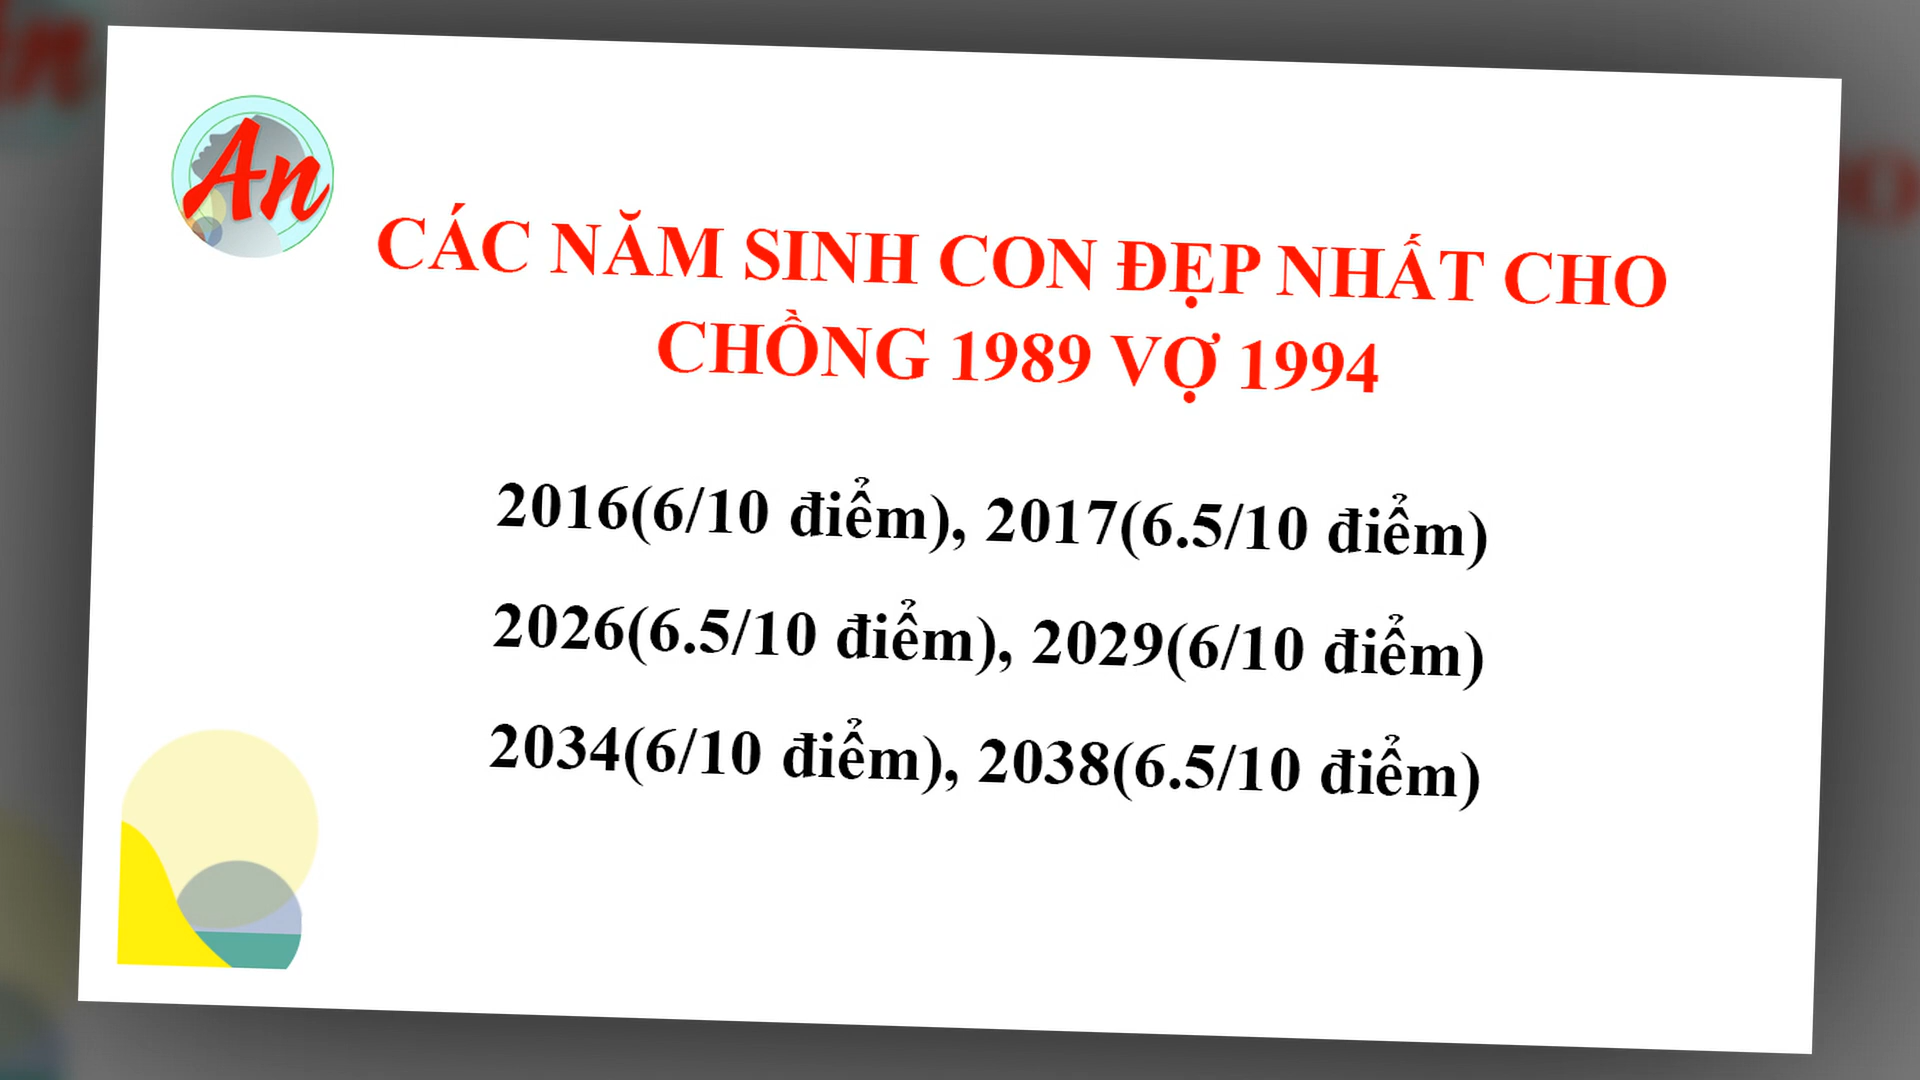 An
CÁC NĂM SINH CON ĐẸP NHẤT CHO
CHỒNG 1989 VỢ 1994
2016(6/10 điểm), 2017(6.5/10 điểm)
2026(6.5/10 điểm), 2029(6/10 điểm)
2034(6/10 điểm), 2038(6.5/10 điểm)